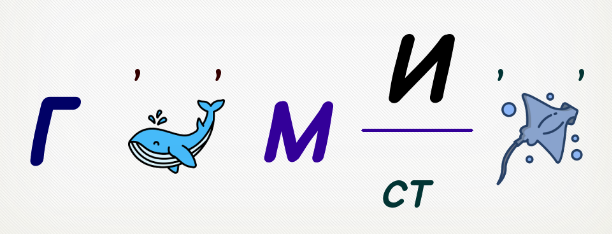 Г ' ' М И ' '
ст